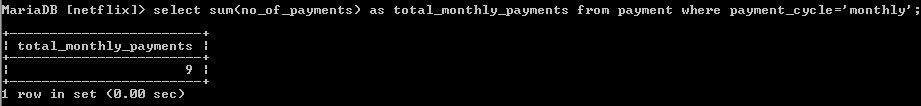 MariaDB [netflix]> select sum(no_of_payments) as total_monthly_payments from payment where payment_cycle='monthly';
+------------------------+
| total_monthly_payments |
+------------------------+
|                      9 |
+------------------------+
1 row in set (0.00 sec)